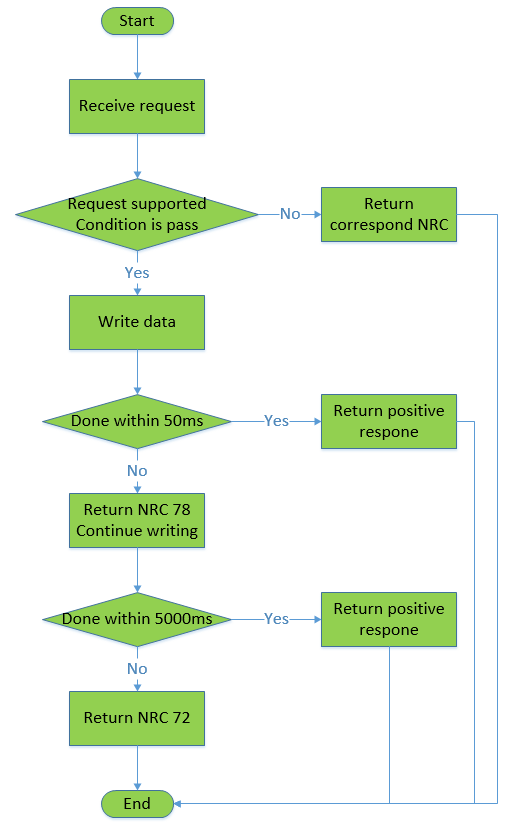 Start
Receive request
Request supported
Condition is pass
No
Return
correspond NRC
Yes
Write data
Done within 50ms
Yes
Return positive
respone
No
Return NRC 78
Continue writing
Done within 5000ms
Yes
Return positive
respone
No
Return NRC 72
End